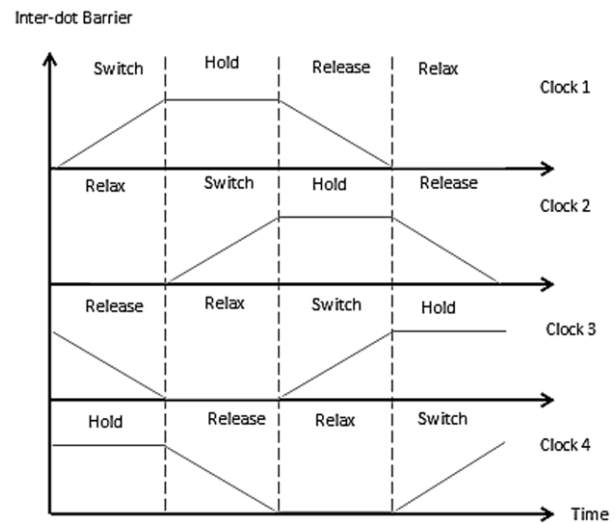 Inter-dot Barrier
Switch Hold Release Relax Clock 1
Relax Switch Hold Release Clock 2
Release Relax Switch Hold Clock 3
Hold Release Relax Switch Clock 4
Time